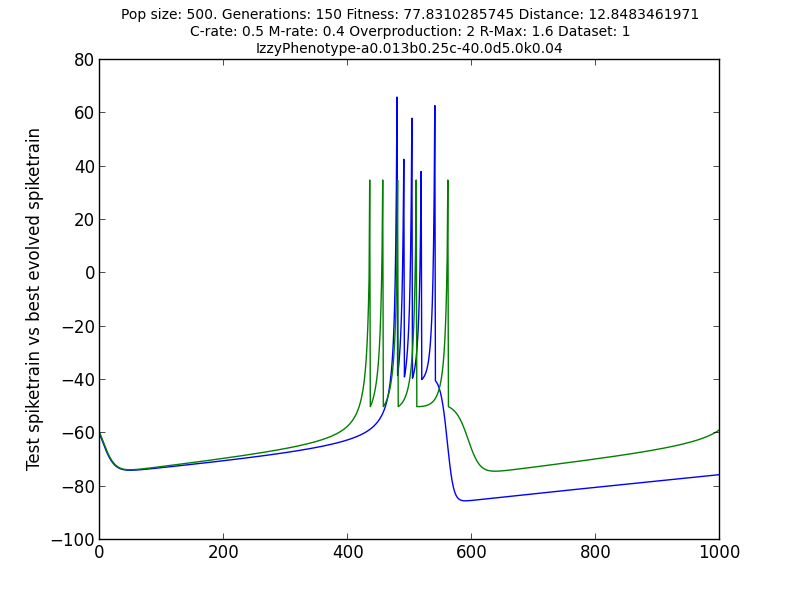 Pop size: 500. Generations: 150 Fitness: 77.8310285745 Distance: 12.8483461971
C-rate: 0.5 M-rate: 0.4 Overproduction: 2 R-Max: 1.6 Dataset: 1
IzzyPhenotype-a0.013b0.25c-40.0d5.0k0.04
Test spiketrain vs best evolved spiketrain
80
60
40
20
0
−20
−40
−60
−80
−100
0 200 400 600 800 1000